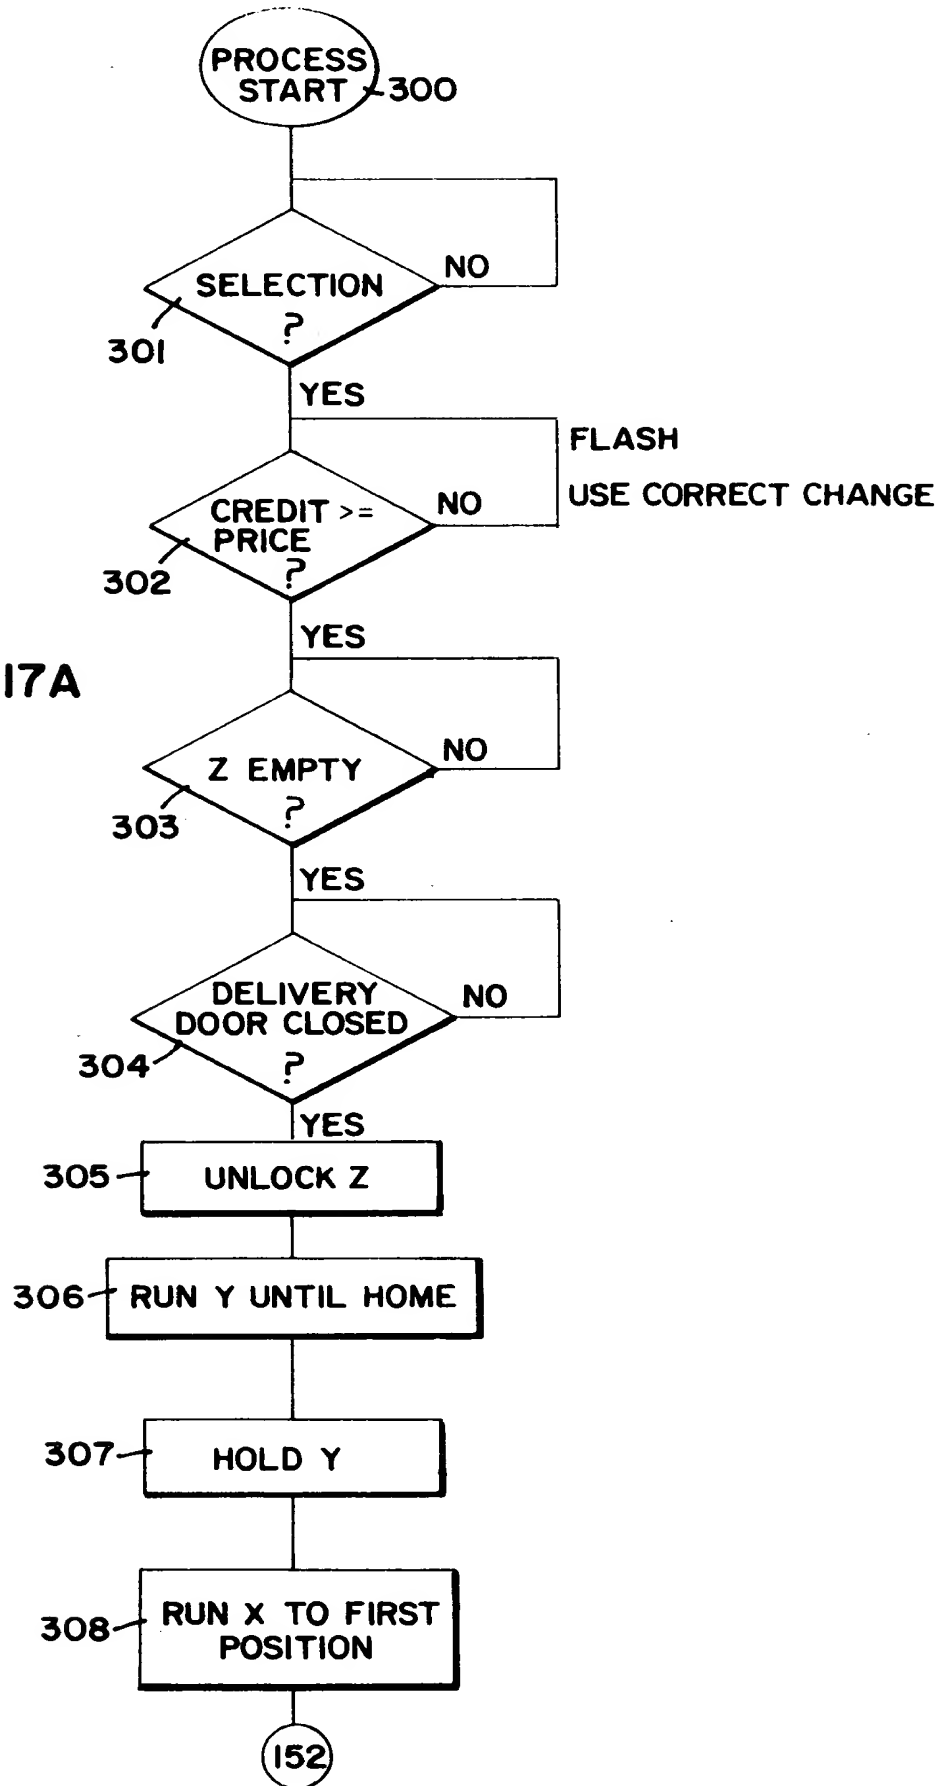 PROCESS
START
300
NO
SELECTION
?
301
YES
FLASH
USE CORRECT CHANGE
NO
CREDIT >=
PRICE
?
302
YES
17A
NO
Z EMPTY
?
303
YES
DELIVERY
DOOR CLOSED
?
NO
304
YES
305
UNLOCK Z
306
RUN Y UNTIL HOME
307
HOLD Y
308
RUN X TO FIRST
POSITION
152